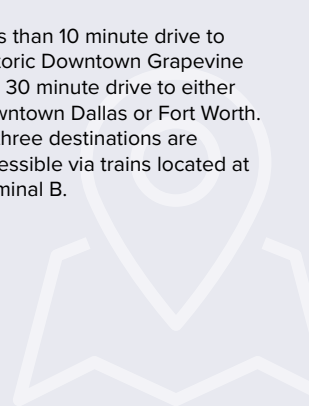 s than 10 minute drive to
toric Downtown Grapevine
30 minute drive to either
wntown Dallas or Fort Worth.
three destinations are
essible via trains located at
minal B.